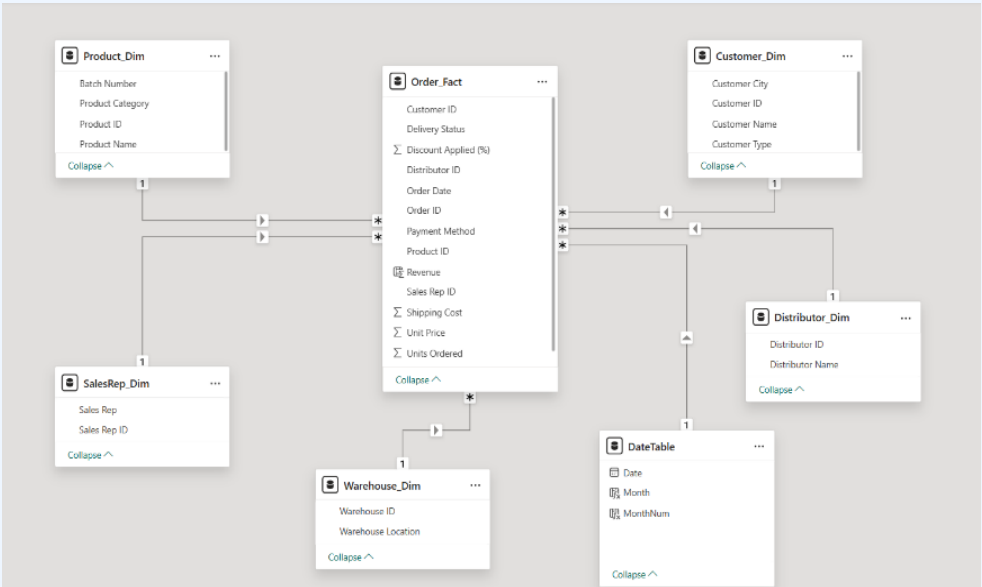 Product_Dim ...
Batch Number
Product Category
Product ID
Product Name
Collapse
1
Order_Fact ...
Customer ID
Delivery Status
∑ Discount Applied (%)
Distributor ID
Order Date
Order ID
Payment Method
Product ID
Revenue
Sales Rep ID
∑ Shipping Cost
∑ Unit Price
∑ Units Ordered
Collapse
*
*
*
*
*
*
Customer_Dim ...
Customer City
Customer ID
Customer Name
Customer Type
Collapse
1
1
Distributor_Dim ...
Distributor ID
Distributor Name
Collapse
1
SalesRep_Dim ...
Sales Rep
Sales Rep ID
Collapse
1
Warehouse_Dim ...
Warehouse ID
Warehouse Location
Collapse
1
DateTable ...
Date
Month
MonthNum
Collapse